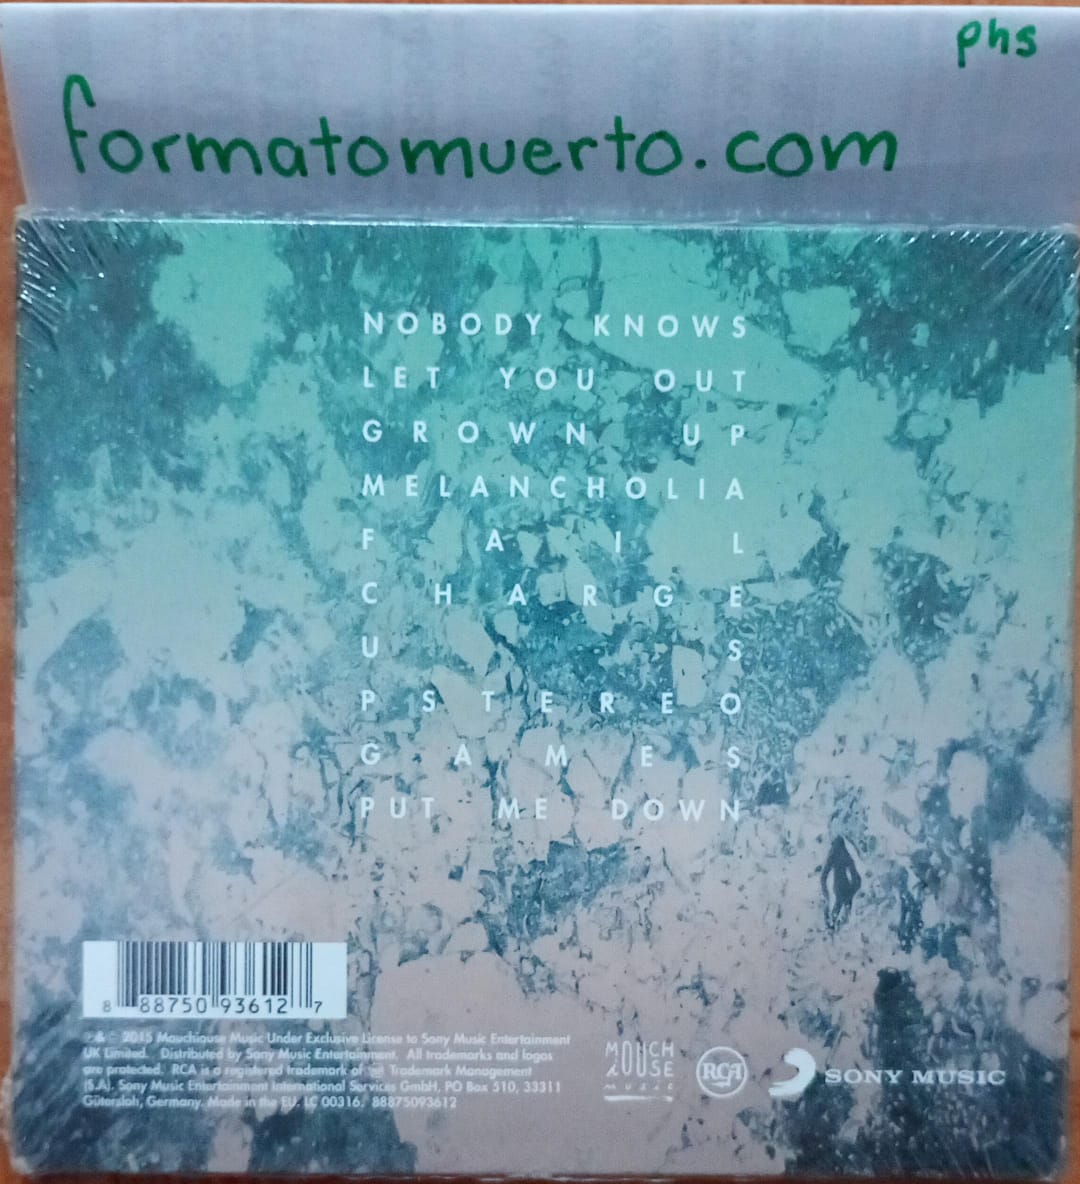 phs
formatomuerto.com
NOBODY KNOWS
LET YOU OUT
GROWN UP
MELANCHOLIA
FAIL
CHARGE
US
PSTEREO
GAMES
PUT ME DOWN
8 88750 93612 7
℗ & © 2015 Mouchiouse Music Under Exclusive License to Sony Music Entertainment
UK Limited. Distributed by Sony Music Entertainment. All trademarks and logos
are protected. RCA is a registered trademark of Trademark Management
(S.A). Sony Music Entertainment International Services GmbH, PO Box 510, 33311
Gütersloh, Germany. Made in the EU. LC 00316. 88875093612
MOUCH
HOUSE
music
RCA
SONY MUSIC